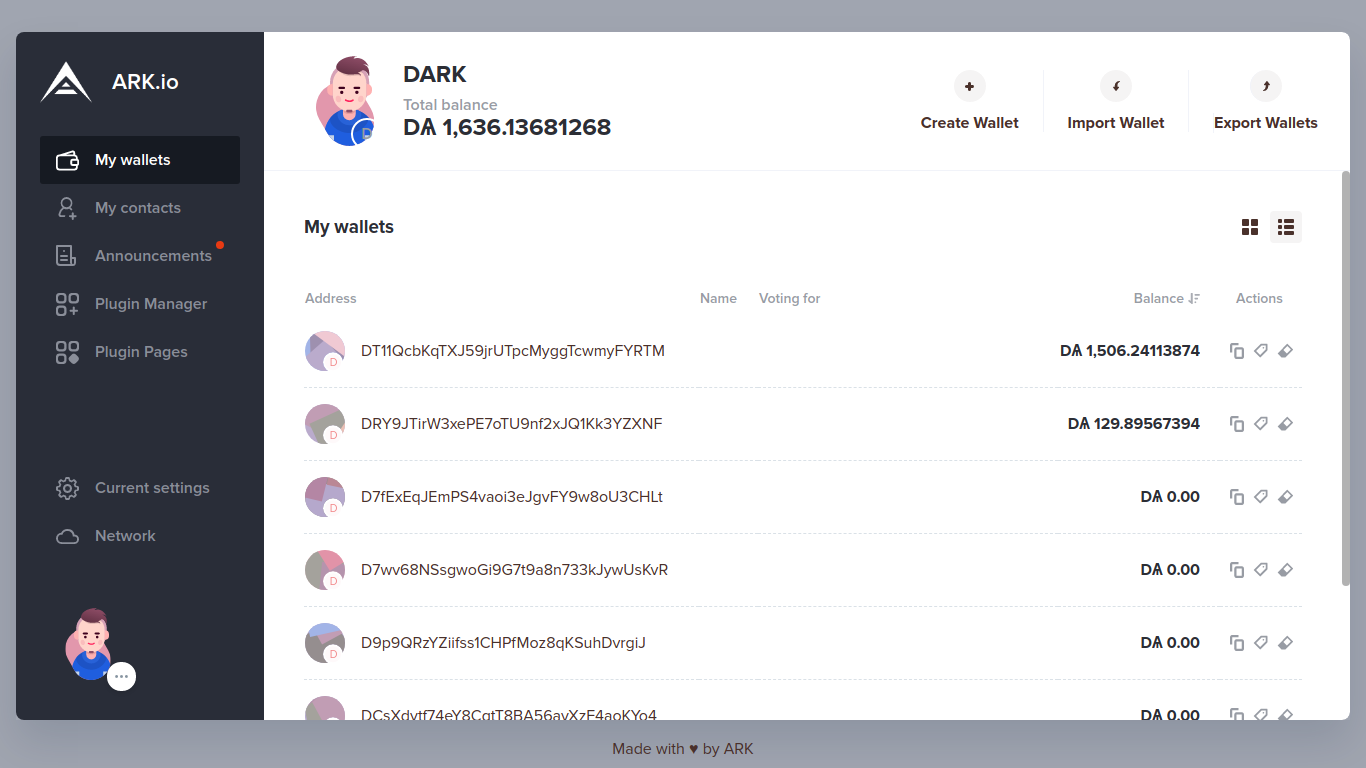 ARK.io
My wallets
My contacts
Announcements
Plugin Manager
Plugin Pages
Current settings
Network
DARK
Total balance
DѦ 1,636.13681268
Create Wallet
Import Wallet
Export Wallets
My wallets
Address Name Voting for Balance Actions
D DT11QcbKqTXJ59jrUTpcMyggTcwmyFYRTM DѦ 1,506.24113874
D DRY9JTirW3xePE7oTU9nf2xJQ1Kk3YZXNF DѦ 129.89567394
D D7fExEqJEmPS4vaoi3eJgvFY9w8oU3CHLt DѦ 0.00
D D7wv68NSsgwoGi9G7t9a8n733kJywUsKvR DѦ 0.00
D D9p9QRzYZiifss1CHPfMoz8qKSuhDvrgiJ DѦ 0.00
DѦ 0.00
Made with ♥ by ARK